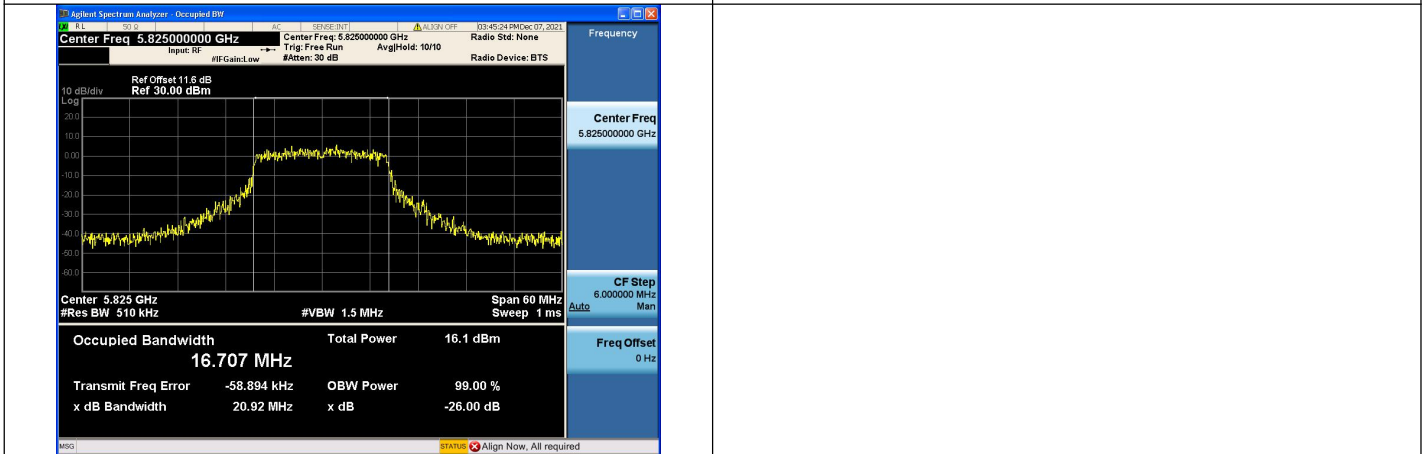 Agilent Spectrum Analyzer - Occupied BW
RL 50 Ω AC SENSE:INT ALIGN OFF 03:45:24 PM Dec 07, 2021
Center Freq 5.825000000 GHz Center Freq: 5.825000000 GHz Radio Std: None
Input: RF Trig: Free Run Avg|Hold: 10/10
#IFGain:Low #Atten: 30 dB Radio Device: BTS
Frequency
Ref Offset 11.6 dB
10 dB/div Ref 30.00 dBm
Log
20.0
10.0
0.00
-10.0
-20.0
-30.0
-40.0
-50.0
-60.0
Center Freq
5.825000000 GHz
Center 5.825 GHz Span 60 MHz
#Res BW 510 kHz #VBW 1.5 MHz Sweep 1 ms
CF Step
6.000000 MHz
Auto Man
Occupied Bandwidth Total Power 16.1 dBm
16.707 MHz
Transmit Freq Error -58.894 kHz OBW Power 99.00 %
x dB Bandwidth 20.92 MHz x dB -26.00 dB
Freq Offset
0 Hz
MSG STATUS Align Now, All required